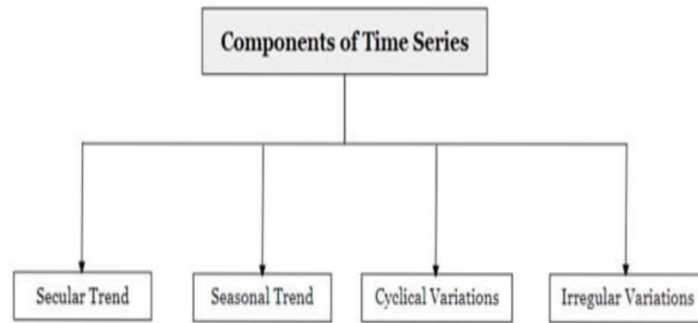 Components of Time Series
Secular Trend
Seasonal Trend
Cyclical Variations
Irregular Variations